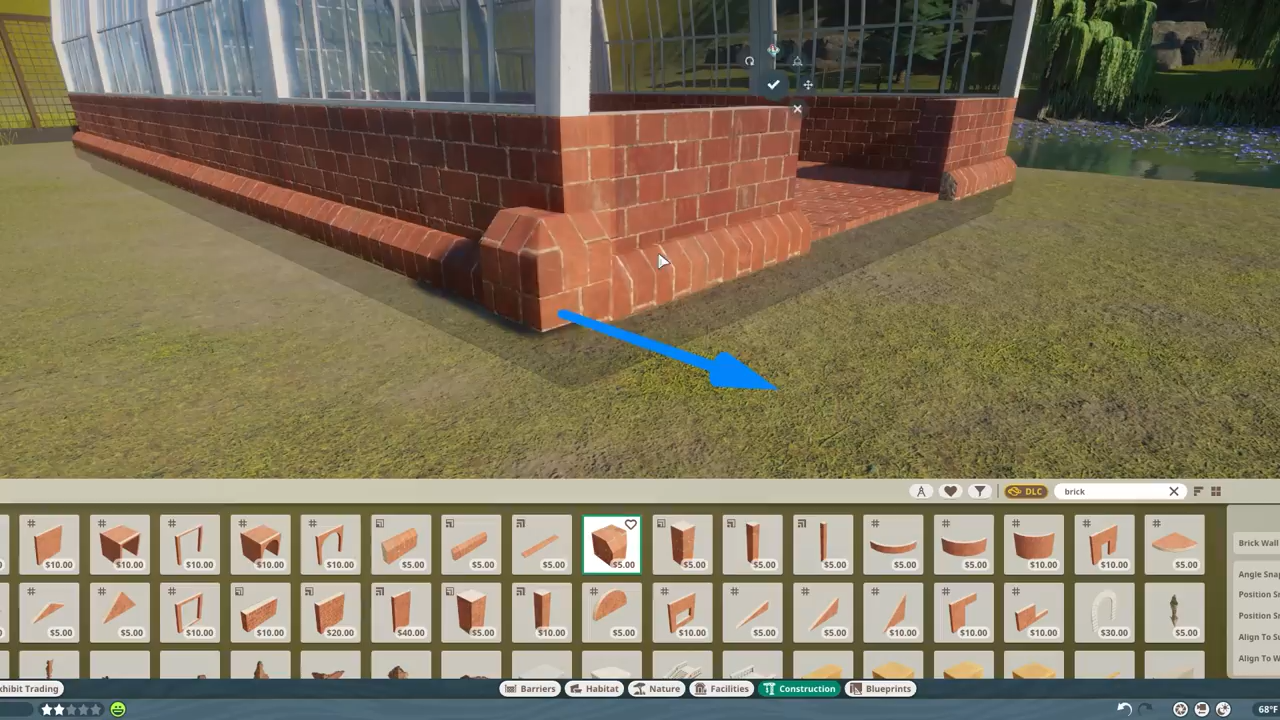 DLC brick
Brick Wall
$10.00 $10.00 $10.00 $10.00 $10.00 $5.00 $5.00 $5.00 $5.00 $5.00 $5.00 $5.00 $5.00 $5.00 $10.00 $10.00 $5.00
Angle Snap
Position Sn
Position Sn
$5.00 $5.00 $10.00 $10.00 $20.00 $40.00 $5.00 $10.00 $5.00 $10.00 $5.00 $5.00 $10.00 $10.00 $10.00 $30.00 $5.00
Align To Su
Align To W
xhibit Trading Barriers Habitat Nature Facilities Construction Blueprints
68°F